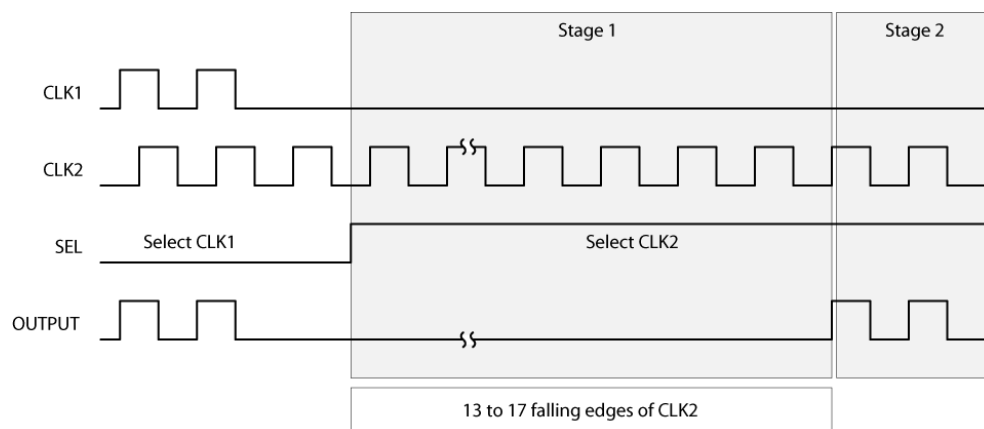 Stage 1
Stage 2
CLK1
CLK2
SEL
Select CLK1
Select CLK2
OUTPUT
13 to 17 falling edges of CLK2